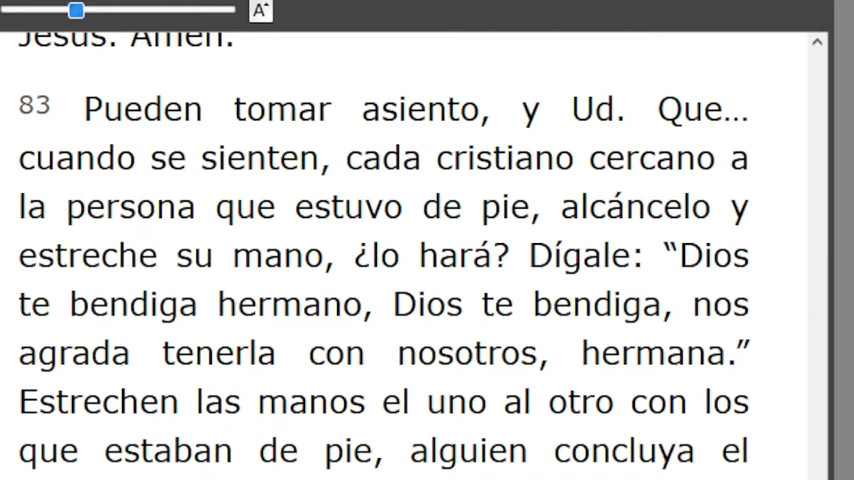 A
Jesús. Amén.
83 Pueden tomar asiento, y Ud. Que...
cuando se sienten, cada cristiano cercano a
la persona que estuvo de pie, alcáncelo y
estreche su mano, ¿lo hará? Dígale: “Dios
te bendiga hermano, Dios te bendiga, nos
agrada tenerla con nosotros, hermana.”
Estrechen las manos el uno al otro con los
que estaban de pie, alguien concluya el